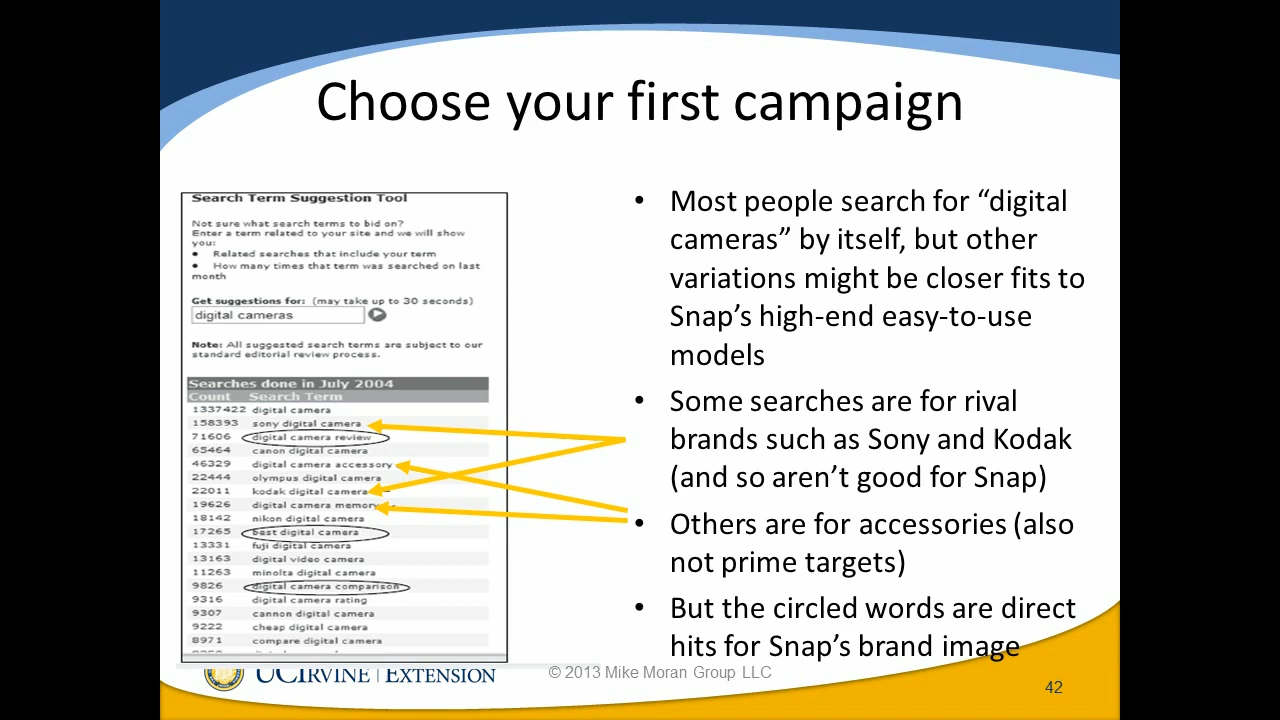 Choose your first campaign
Search Term Suggestion Tool
Not sure what search terms to bid on?
Enter a term related to your site and we will show
you:
● Related searches that include your term
● How many times that term was searched on last
month
Get suggestions for: (may take up to 30 seconds)
digital cameras
Note: All suggested search terms are subject to our
standard editorial review process.
Searches done in July 2004
Count Search Term
1337422 digital camera
158393 sony digital camera
71606 digital camera review
65464 canon digital camera
46329 digital camera accessory
22444 olympus digital camera
22011 kodak digital camera
19626 digital camera memory
18142 nikon digital camera
17265 best digital camera
13331 fuji digital camera
13163 digital video camera
11263 minolta digital camera
9826 digital camera comparison
9316 digital camera rating
9307 cannon digital camera
9222 cheap digital camera
8971 compare digital camera
• Most people search for “digital
cameras” by itself, but other
variations might be closer fits to
Snap’s high-end easy-to-use
models
• Some searches are for rival
brands such as Sony and Kodak
(and so aren’t good for Snap)
• Others are for accessories (also
not prime targets)
• But the circled words are direct
hits for Snap’s brand image
UCIRVINE | EXTENSION
© 2013 Mike Moran Group LLC
42